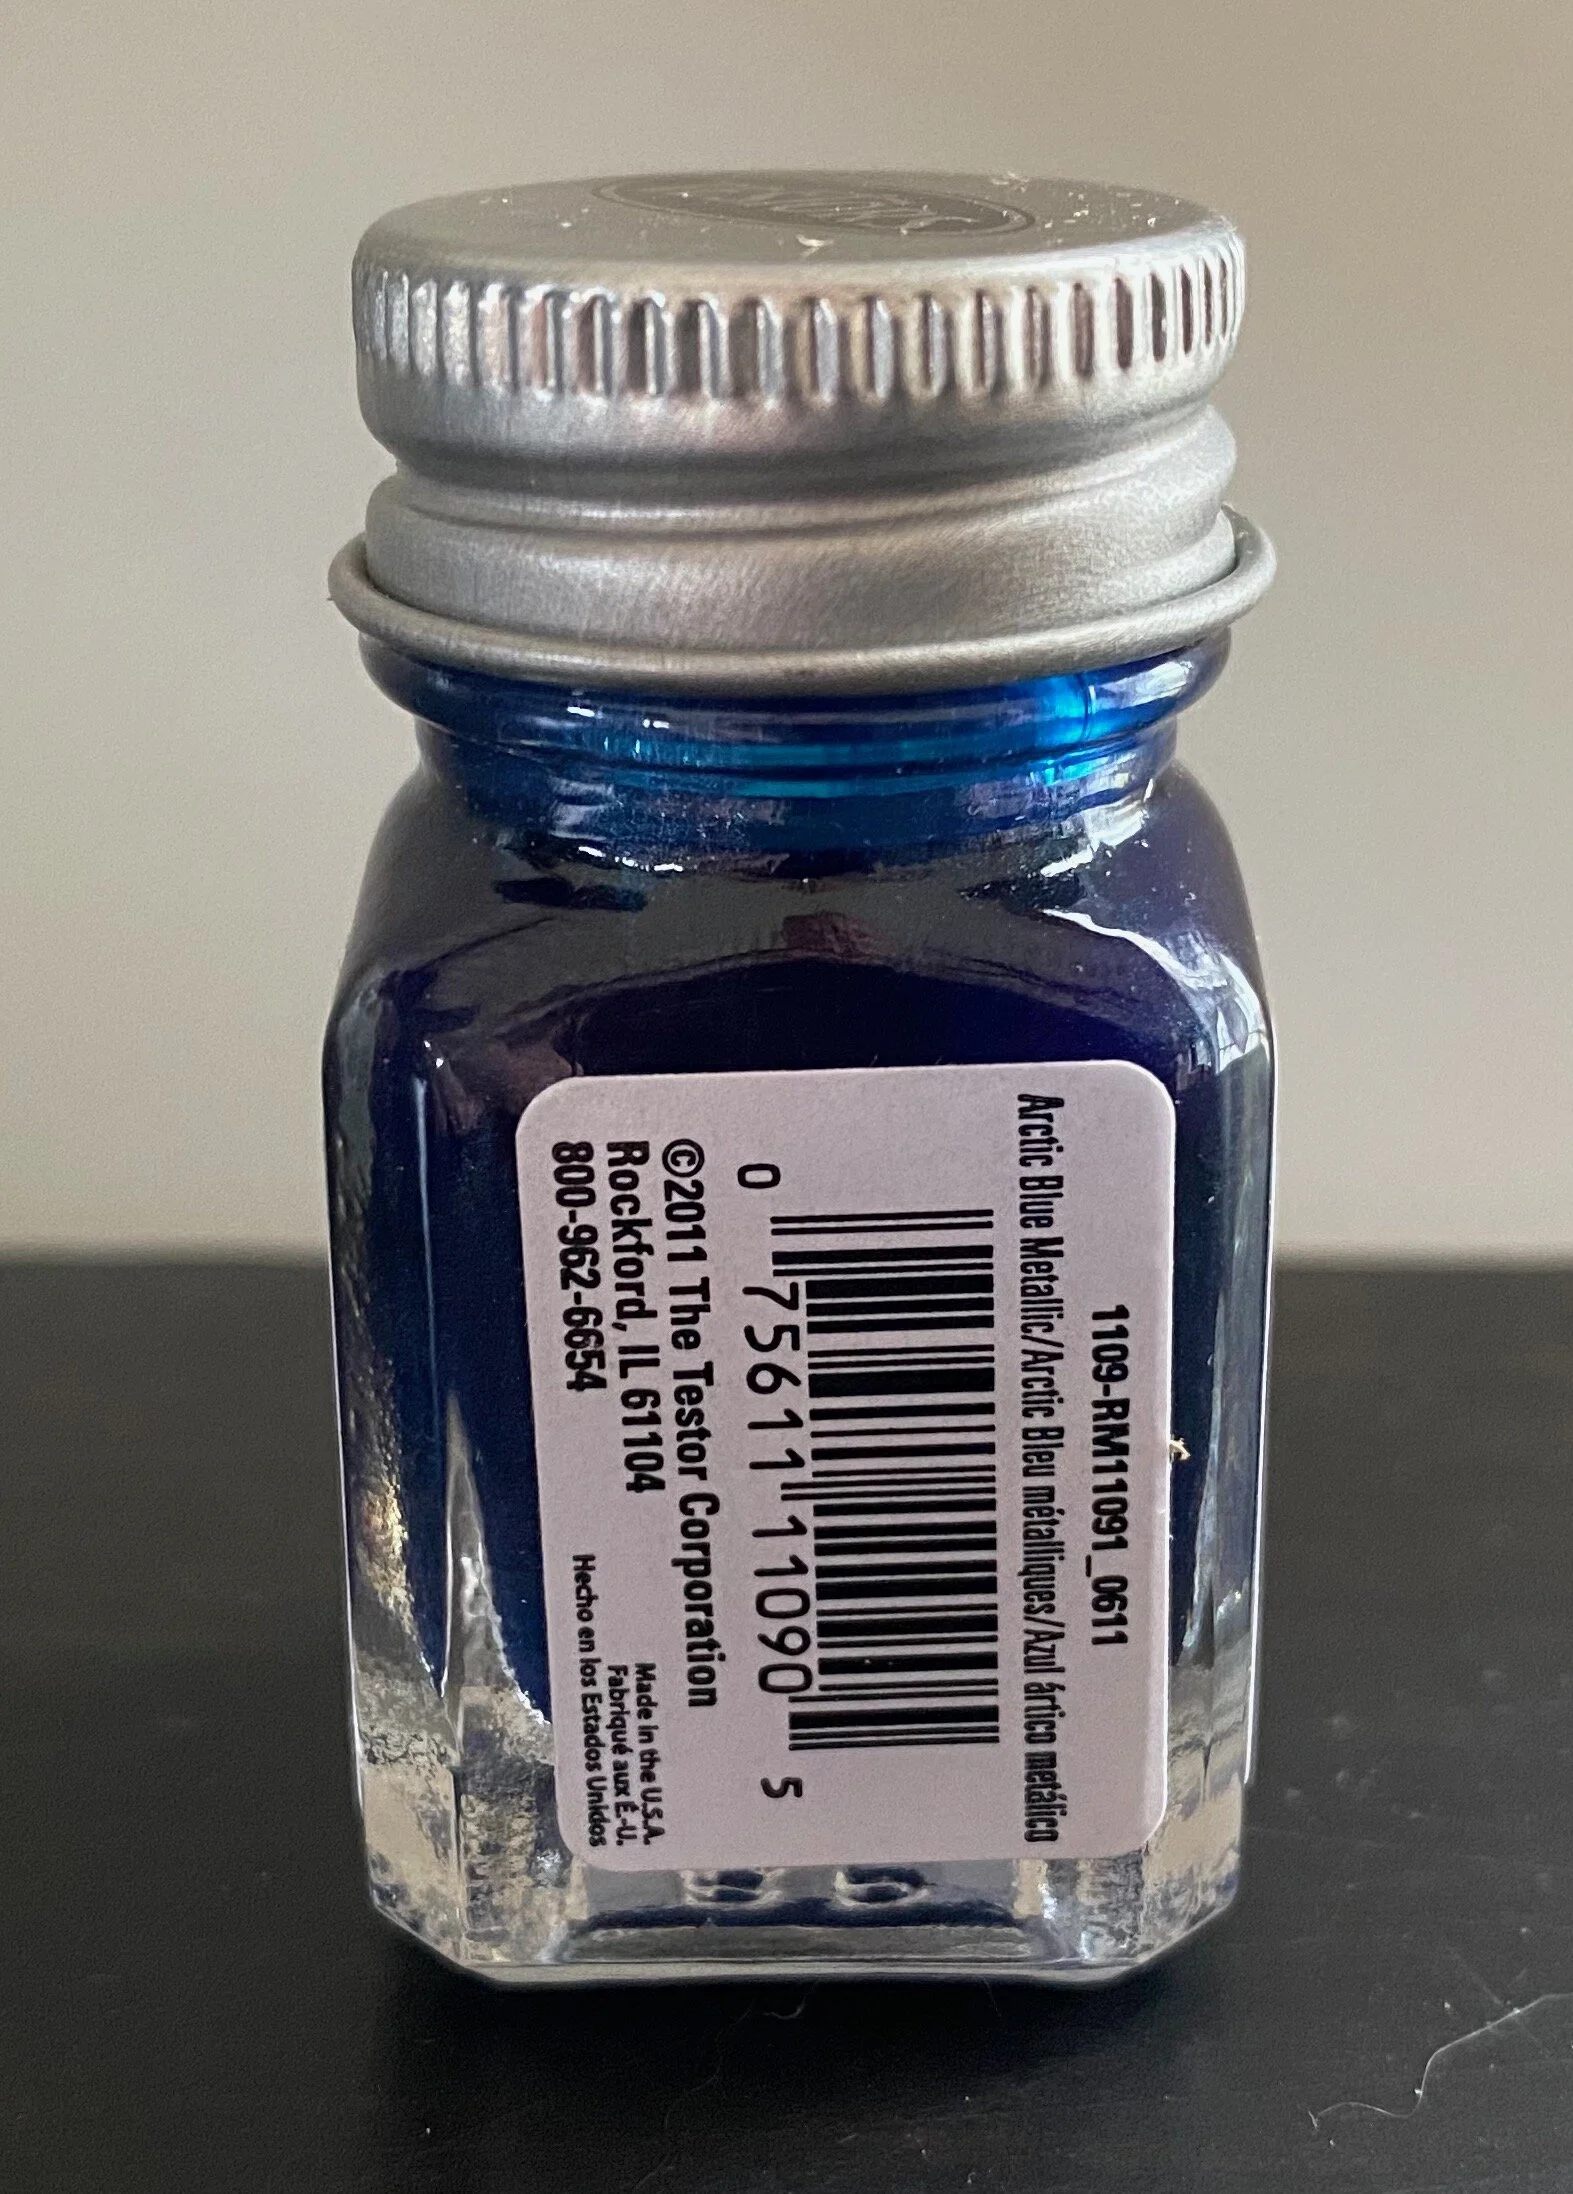 1109-RM11091_0611
Arctic Blue Metallic/Arctic Bleu métalliques/Azul ártico metálico
0 75611 11090 5
©2011 The Testor Corporation
Rockford, IL 61104
800-962-6654
Made in the U.S.A.
Fabriqué aux É.-U.
Hecho en los Estados Unidos